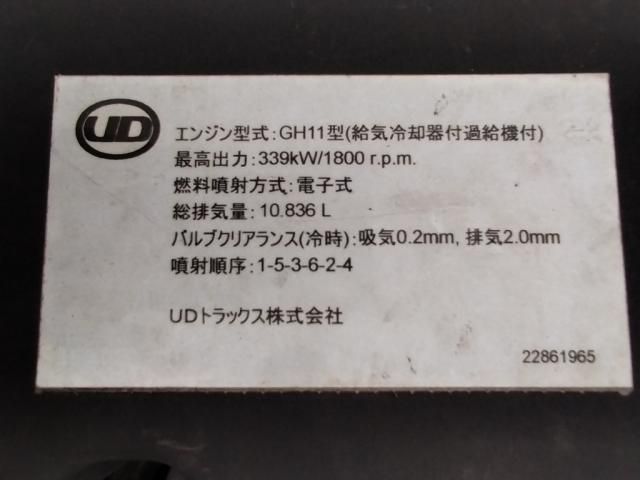 UD
エンジン型式:GH11型(給気冷却器付過給機付)
最高出力:339kW/1800 r.p.m.
燃料噴射方式:電子式
総排気量:10.836 L
バルブクリアランス(冷時):吸気0.2mm, 排気2.0mm
噴射順序:1-5-3-6-2-4
UDトラックス株式会社
22861965